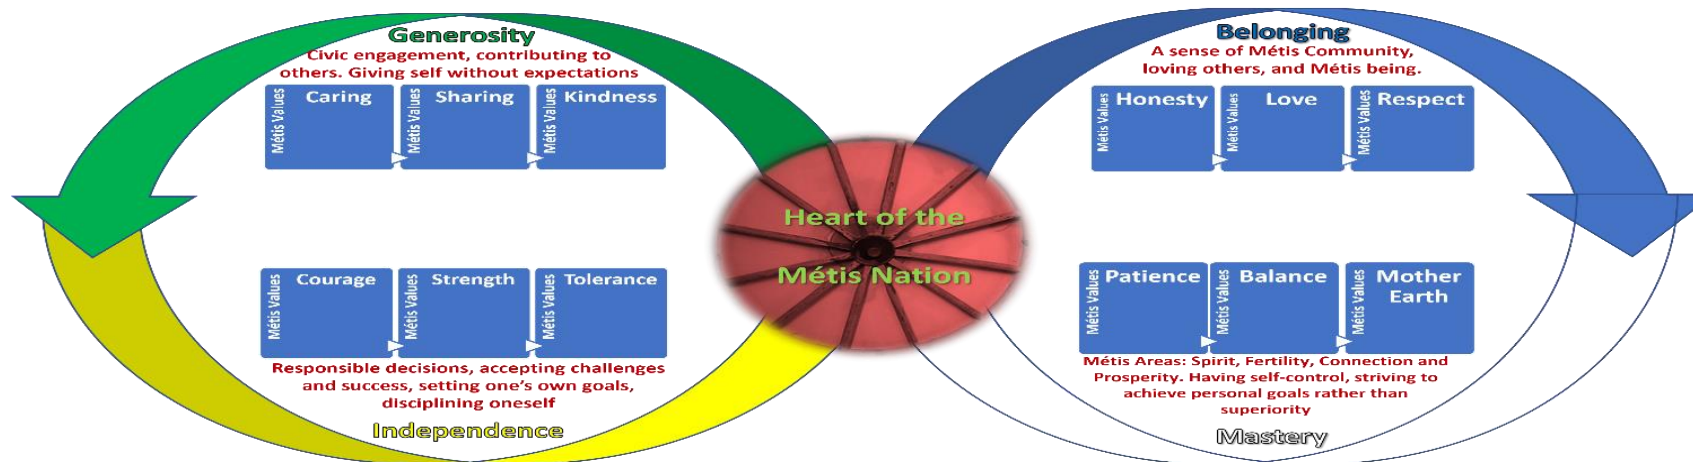 Generosity
Civic engagement, contributing to
others. Giving self without expectations
Métis Values
Caring
Métis Values
Sharing
Métis Values
Kindness
Métis Values
Courage
Métis Values
Strength
Métis Values
Tolerance
Responsible decisions, accepting challenges
and success, setting one’s own goals,
disciplining oneself
Independence
Heart of the
Métis Nation
Belonging
A sense of Métis Community,
loving others, and Métis being.
Métis Values
Honesty
Métis Values
Love
Métis Values
Respect
Métis Values
Patience
Métis Values
Balance
Métis Values
Mother
Earth
Métis Areas: Spirit, Fertility, Connection and
Prosperity. Having self-control, striving to
achieve personal goals rather than
superiority
Mastery